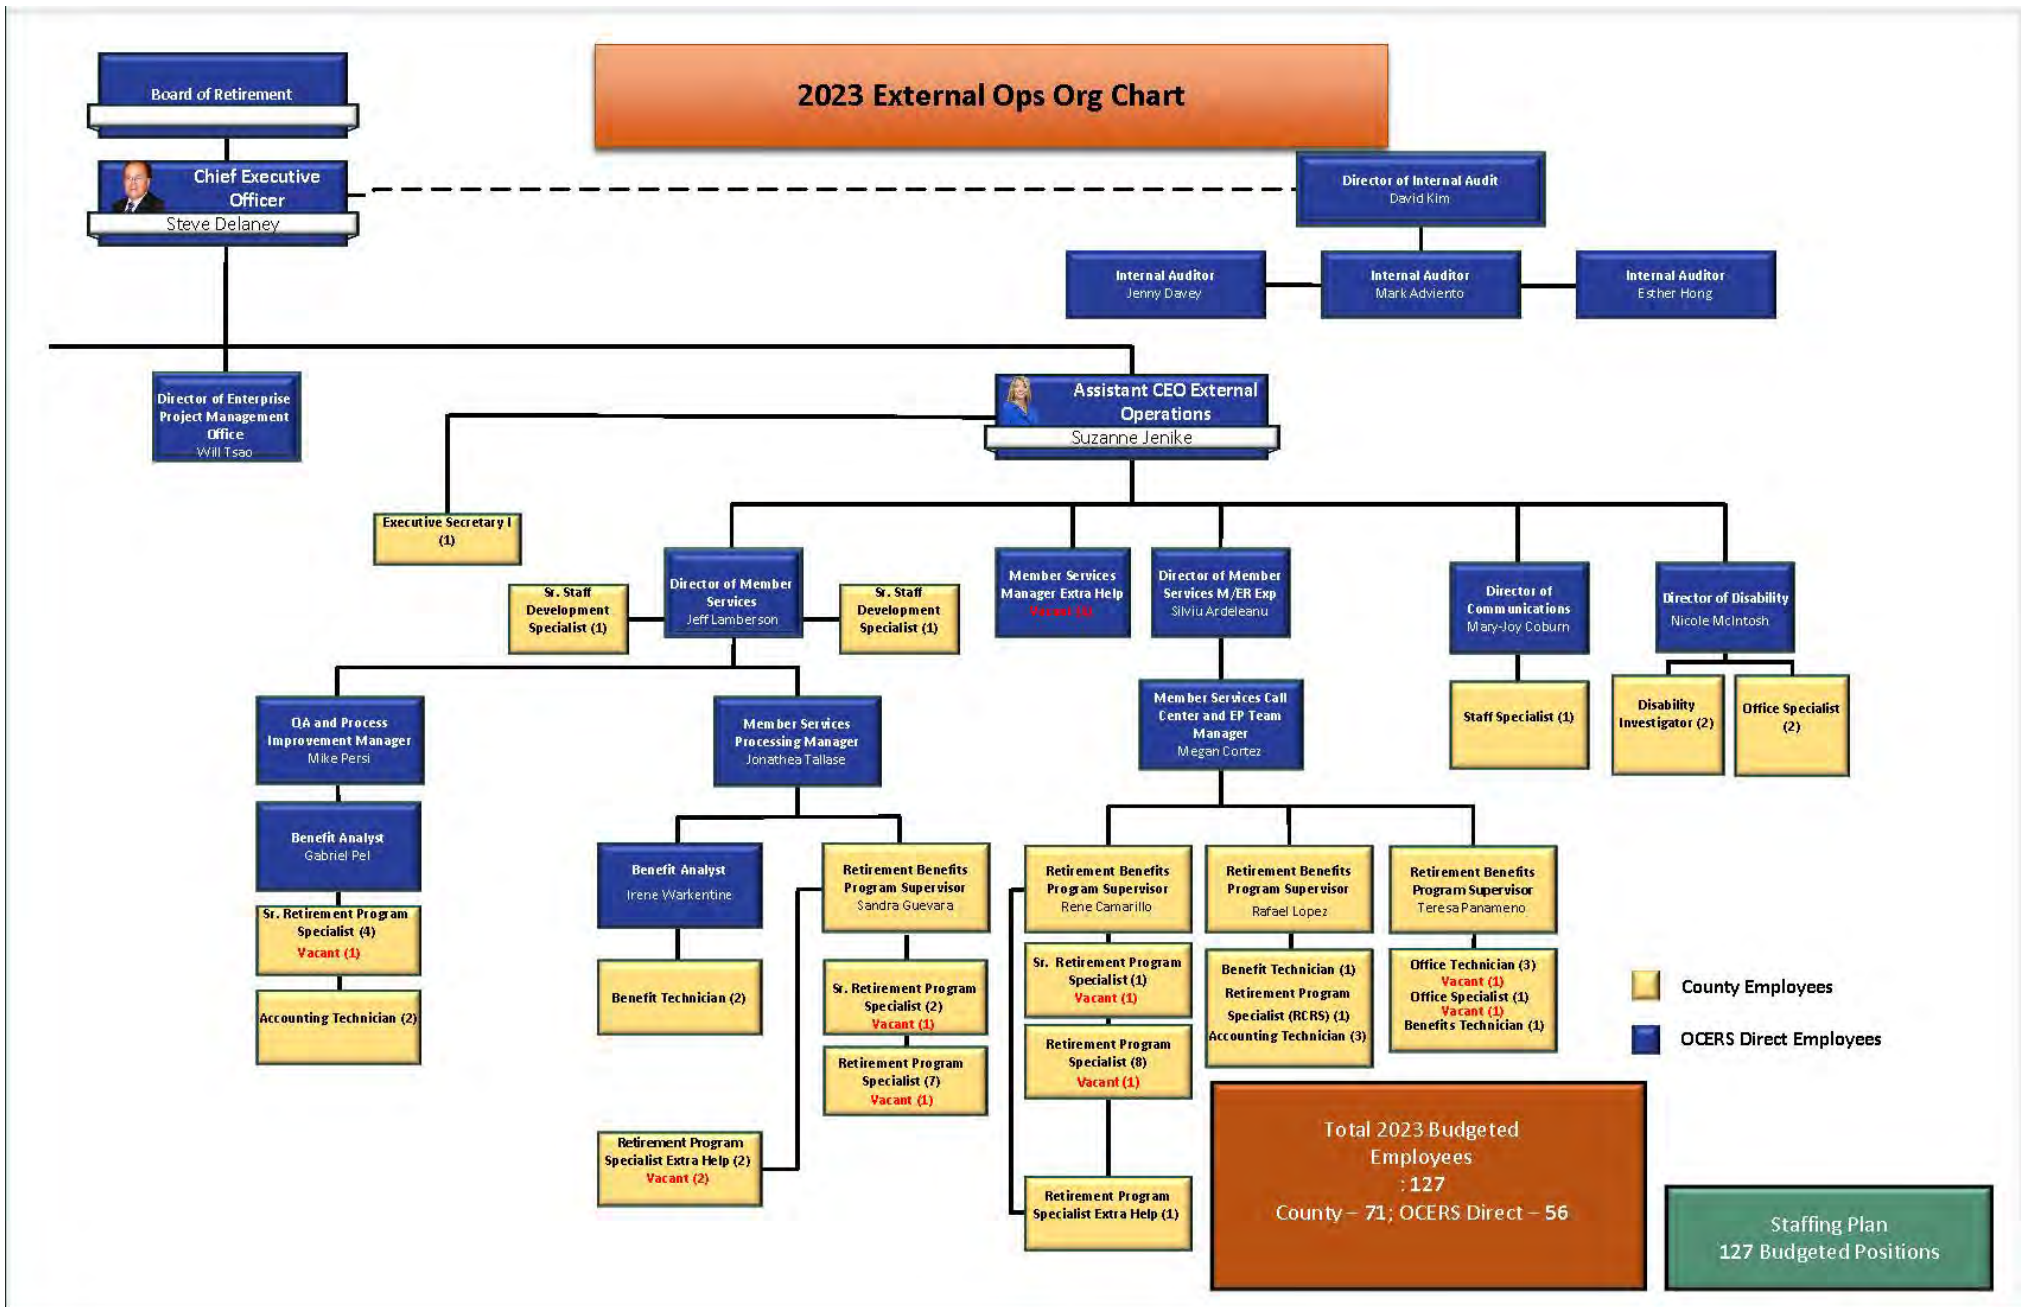 2023 External Ops Org Chart
Board of Retirement
Chief Executive
Officer
Steve Delaney
Director of Internal Audit
David Kim
Internal Auditor
Jenny Davey
Internal Auditor
Mark Adviento
Internal Auditor
Esther Hong
Director of Enterprise
Project Management
Office
Will Tsao
Assistant CEO External
Operations
Suzanne Jenike
Executive Secretary I
(1)
Sr. Staff
Development
Specialist (1)
Director of Member
Services
Jeff Lamberson
Sr. Staff
Development
Specialist (1)
Member Services
Manager Extra Help
Vacant (1)
Director of Member
Services M/ER Exp
Silviu Ardeleanu
Director of
Communications
Mary-Joy Coburn
Director of Disability
Nicole McIntosh
QA and Process
Improvement Manager
Mike Persi
Member Services
Processing Manager
Jonathea Tallase
Member Services Call
Center and EP Team
Manager
Megan Cortez
Staff Specialist (1)
Disability
Investigator (2)
Office Specialist
(2)
Benefit Analyst
Gabriel Pel
Benefit Analyst
Irene Warkentine
Retirement Benefits
Program Supervisor
Sandra Guevara
Retirement Benefits
Program Supervisor
Rene Camarillo
Retirement Benefits
Program Supervisor
Rafael Lopez
Retirement Benefits
Program Supervisor
Teresa Panameno
Sr. Retirement Program
Specialist (4)
Vacant (1)
Accounting Technician (2)
Benefit Technician (2)
Sr. Retirement Program
Specialist (2)
Vacant (1)
Retirement Program
Specialist (7)
Vacant (1)
Retirement Program
Specialist Extra Help (2)
Vacant (2)
Sr. Retirement Program
Specialist (1)
Vacant (1)
Retirement Program
Specialist (8)
Vacant (1)
Retirement Program
Specialist Extra Help (1)
Benefit Technician (1)
Retirement Program
Specialist (RCRS) (1)
Accounting Technician (3)
Office Technician (3)
Vacant (1)
Office Specialist (1)
Vacant (1)
Benefits Technician (1)
County Employees
OCERS Direct Employees
Total 2023 Budgeted
Employees
: 127
County – 71; OCERS Direct – 56
Staffing Plan
127 Budgeted Positions